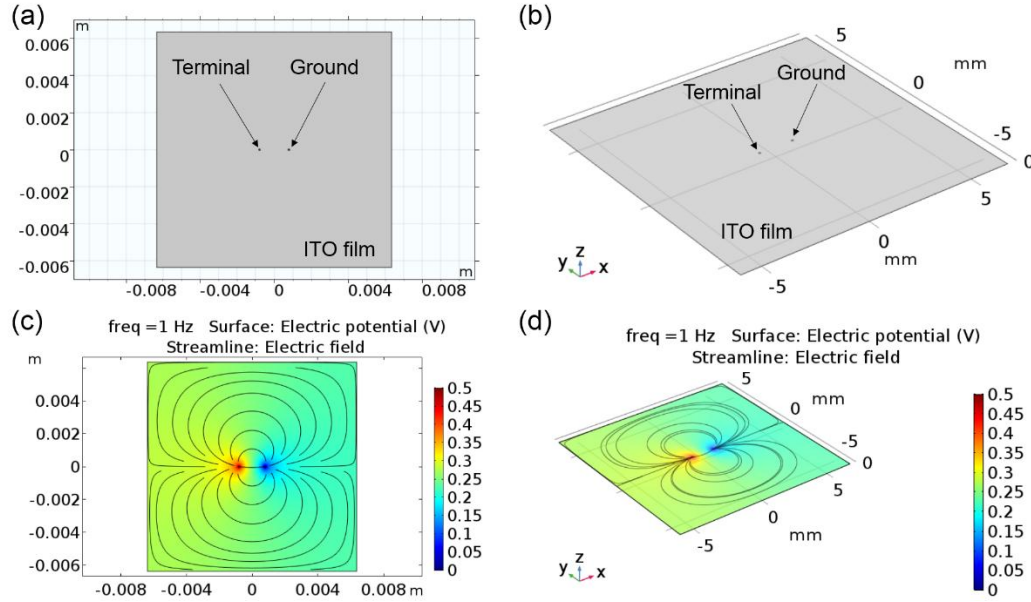 (a)
m
0.006
0.004
0.002
0
-0.002
-0.004
-0.006
Terminal
Ground
ITO film
m
-0.008
-0.004
0
0.004
0.008
(b)
5
mm
0
-5
0
Ground
Terminal
ITO film
5
0
mm
-5
z
y
x
(c)
freq =1 Hz Surface: Electric potential (V)
Streamline: Electric field
m
0.004
0.002
0
-0.002
-0.004
-0.006
-0.008
-0.004
0
0.004
0.008 m
0.5
0.45
0.4
0.35
0.3
0.25
0.2
0.15
0.1
0.05
0
(d)
freq =1 Hz Surface: Electric potential (V)
Streamline: Electric field
5
0
mm
-5
0
5
0
mm
-5
z
y
x
0.5
0.45
0.4
0.35
0.3
0.25
0.2
0.15
0.1
0.05
0